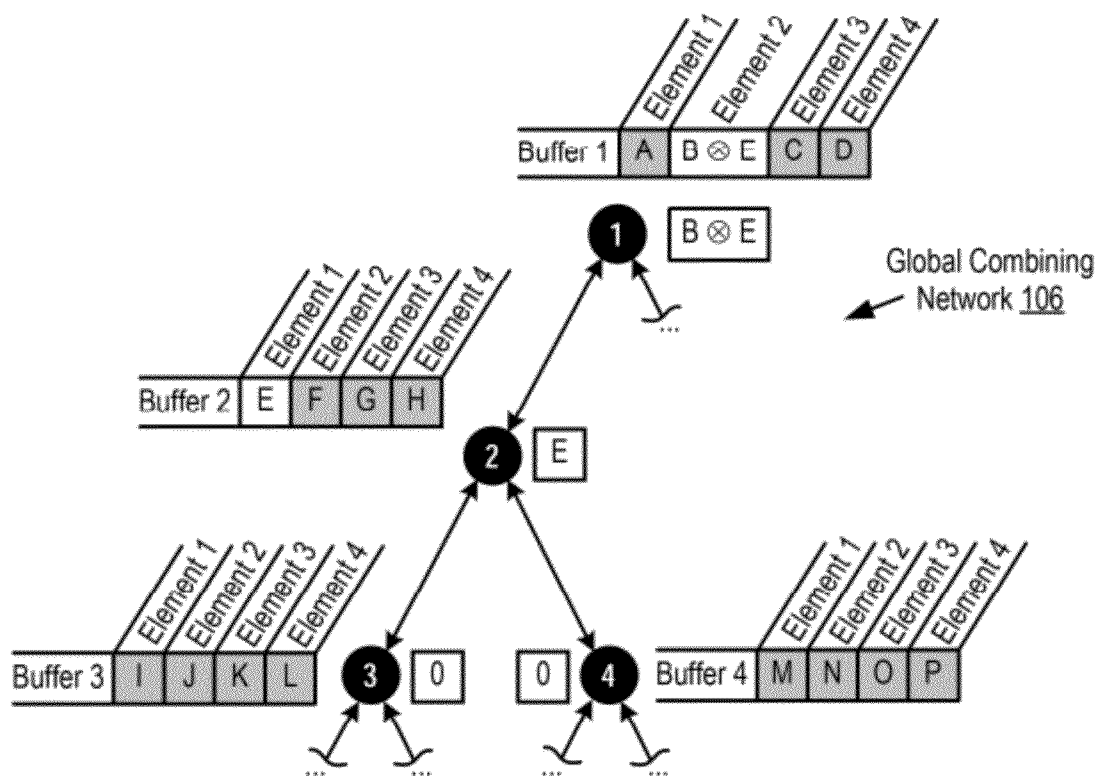 Element 1
Element 2
Element 3
Element 4
Buffer 1 A B ⊗ E C D
1 B ⊗ E
Global Combining
Network 106
...
Element 1
Element 2
Element 3
Element 4
Buffer 2 E F G H
2 E
Element 1
Element 2
Element 3
Element 4
Buffer 3 I J K L
3 0
0 4
Element 1
Element 2
Element 3
Element 4
Buffer 4 M N O P
... ... ... ...